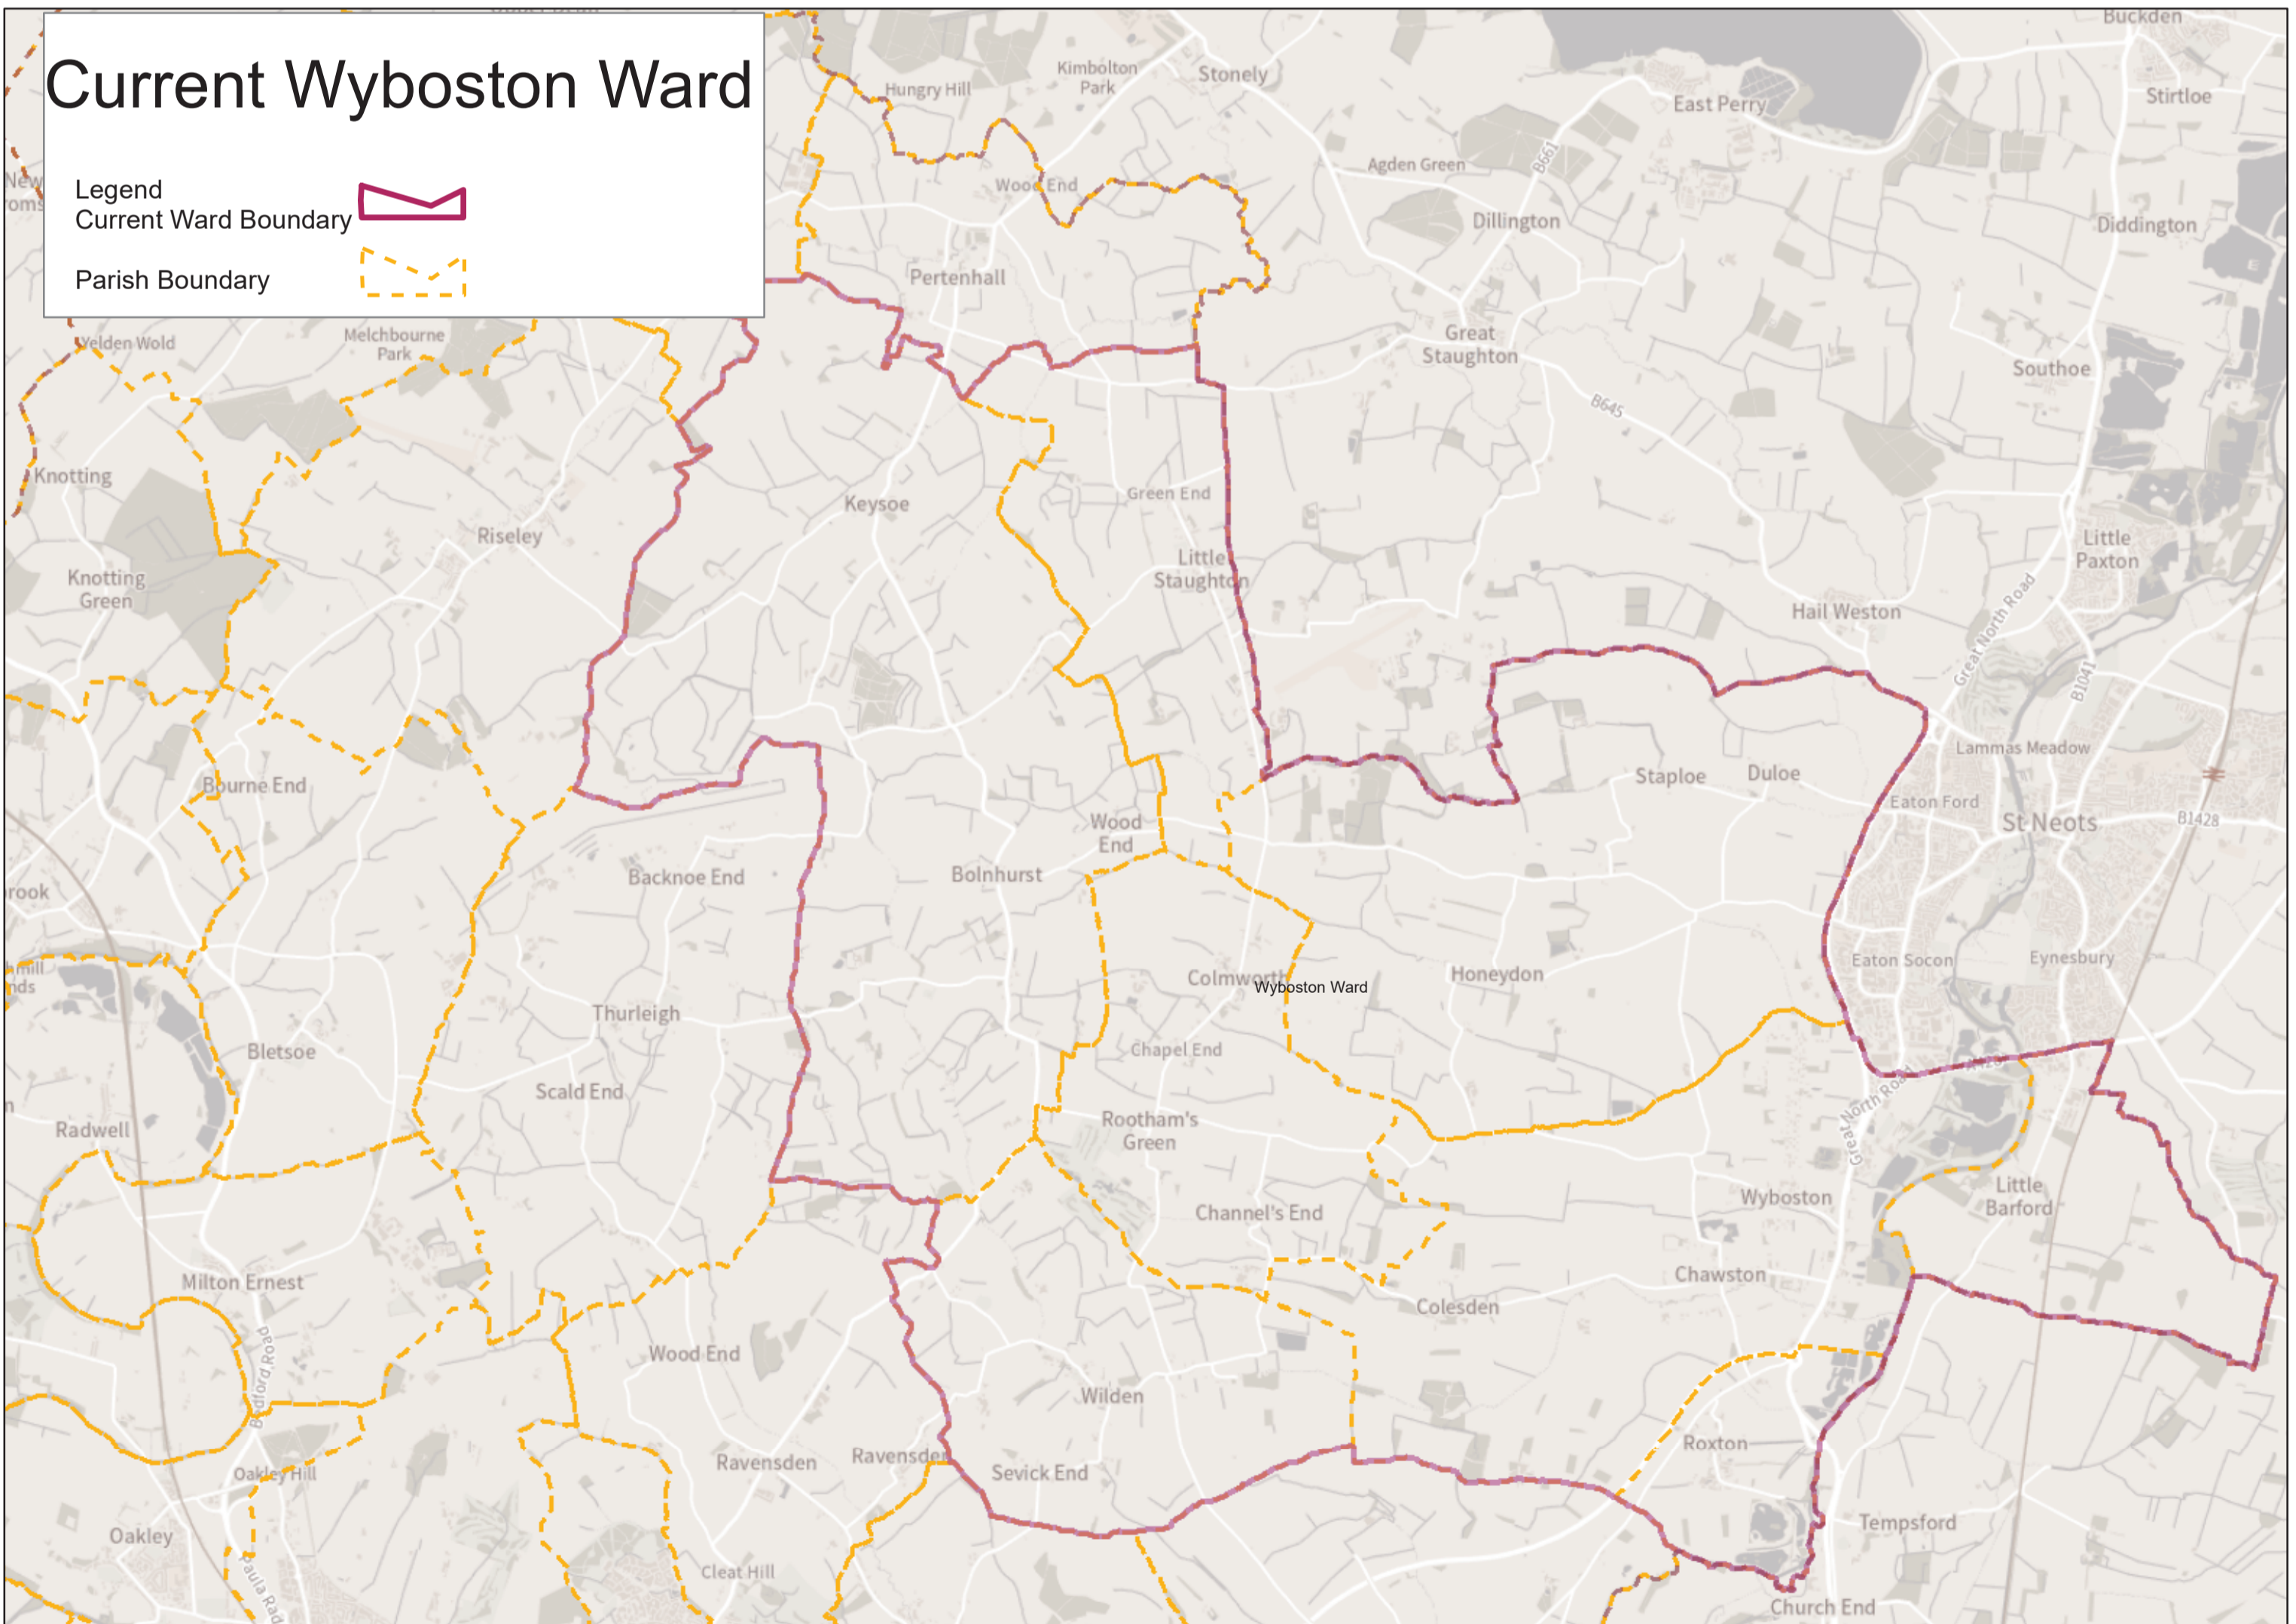 Current Wyboston Ward
Legend
Current Ward Boundary
Parish Boundary
Buckden
Kimbolton
Park
Stonely
Hungry Hill
East Perry
Stirtloe
Agden Green
B661
Wood End
Dillington
Diddington
Pertenhall
Great
Staughton
Yelden Wold
Melchbourne
Park
Southoe
B645
Knotting
Keysoe
Green End
Riseley
Little
Paxton
Little
Staughton
Knotting
Green
Hail Weston
Great North Road
B1041
Lammas Meadow
Bourne End
Staploe
Duloe
Eaton Ford
St Neots
B1428
Wood
End
Backnoe End
Bolnhurst
Colmworth
Wyboston Ward
Honeydon
Eaton Socon
Eynesbury
Thurleigh
Bletsoe
Chapel End
Scald End
Great North Road
Radwell
Rootham's
Green
Wyboston
Little
Barford
Channel's End
Milton Ernest
Chawston
Colesden
Bedford Road
Wood End
Wilden
Roxton
Ravensden
Sevick End
Oakley Hill
Oakley
Tempsford
Cleat Hill
Church End